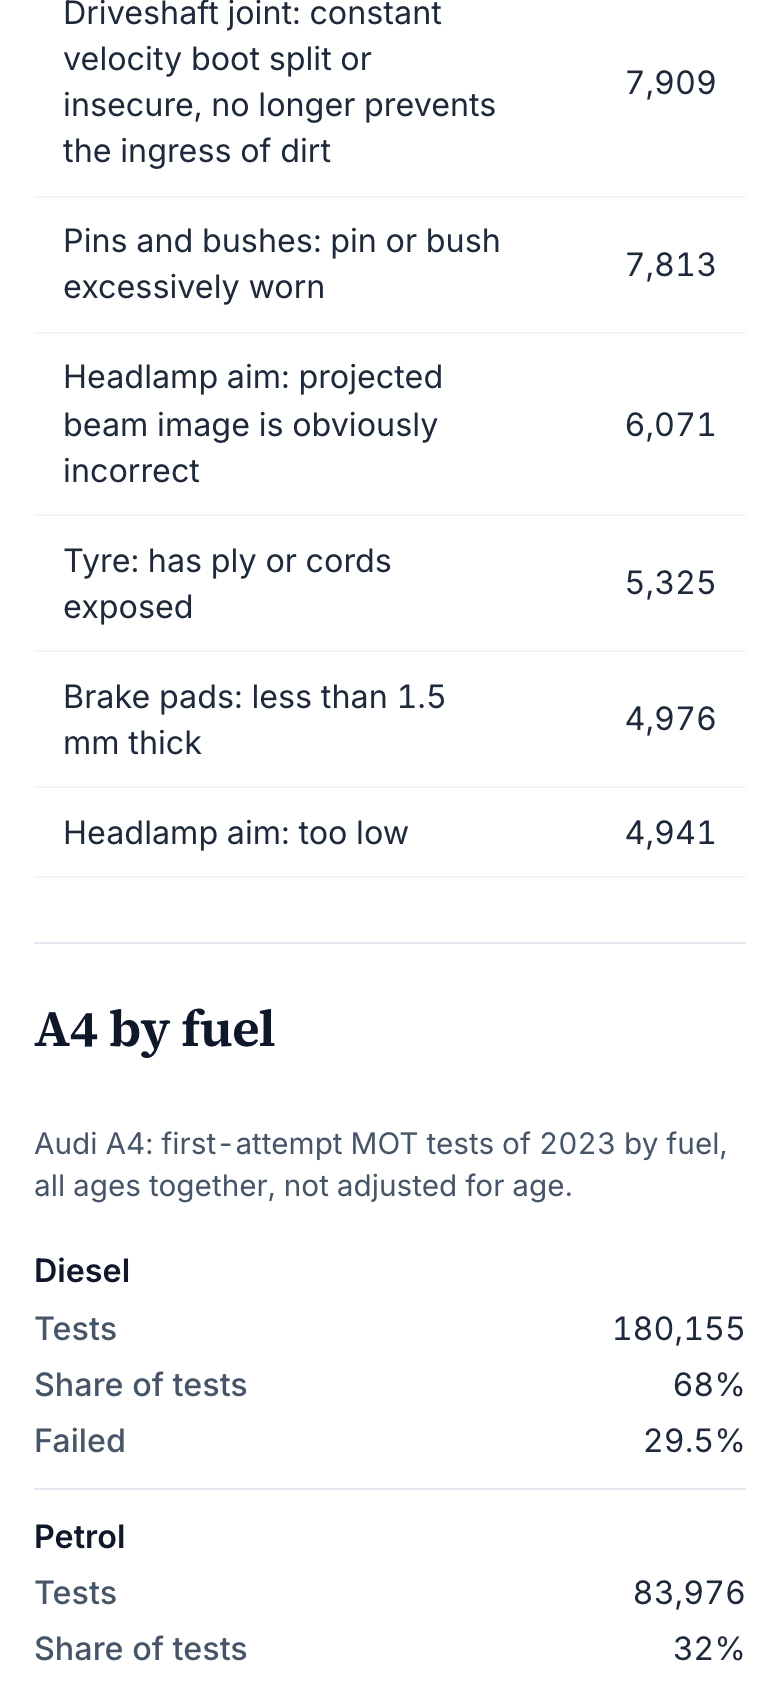 Driveshaft joint: constant
velocity boot split or
insecure, no longer prevents
the ingress of dirt
7,909
Pins and bushes: pin or bush
excessively worn
7,813
Headlamp aim: projected
beam image is obviously
incorrect
6,071
Tyre: has ply or cords
exposed
5,325
Brake pads: less than 1.5
mm thick
4,976
Headlamp aim: too low
4,941
A4 by fuel
Audi A4: first-attempt MOT tests of 2023 by fuel,
all ages together, not adjusted for age.
Diesel
Tests 180,155
Share of tests 68%
Failed 29.5%
Petrol
Tests 83,976
Share of tests 32%